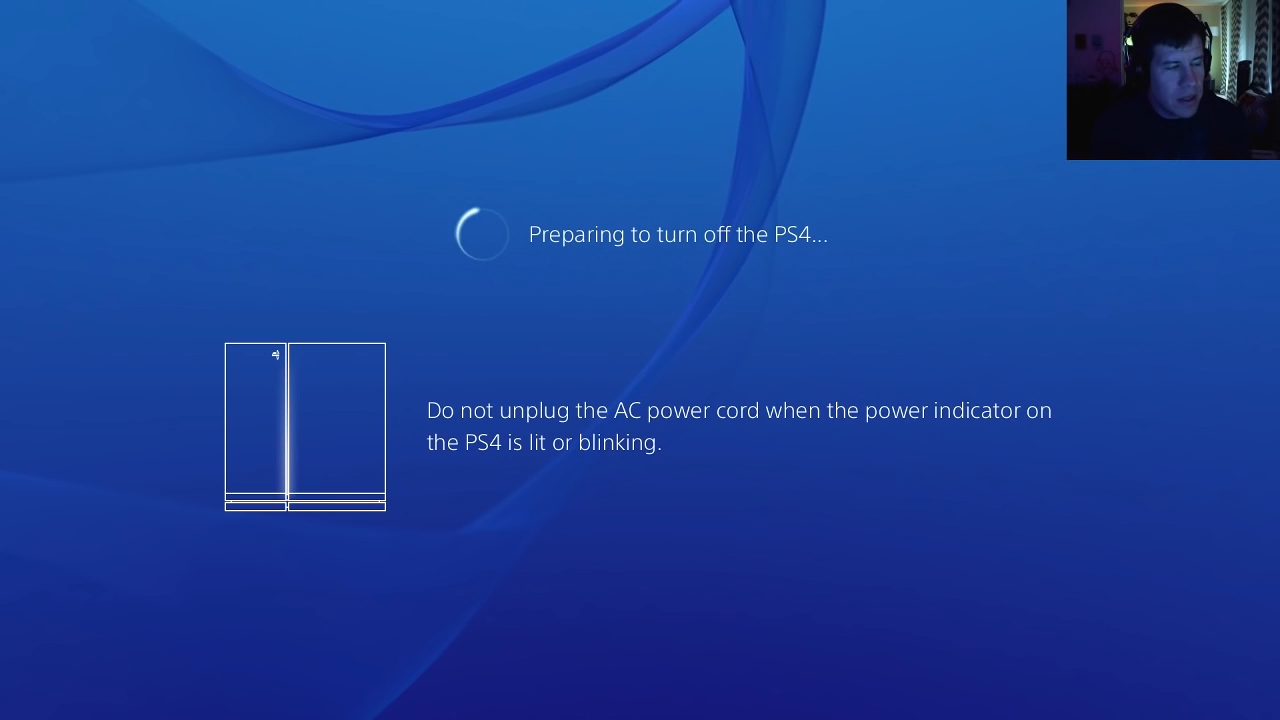 Preparing to turn off the PS4...
Do not unplug the AC power cord when the power indicator on
the PS4 is lit or blinking.